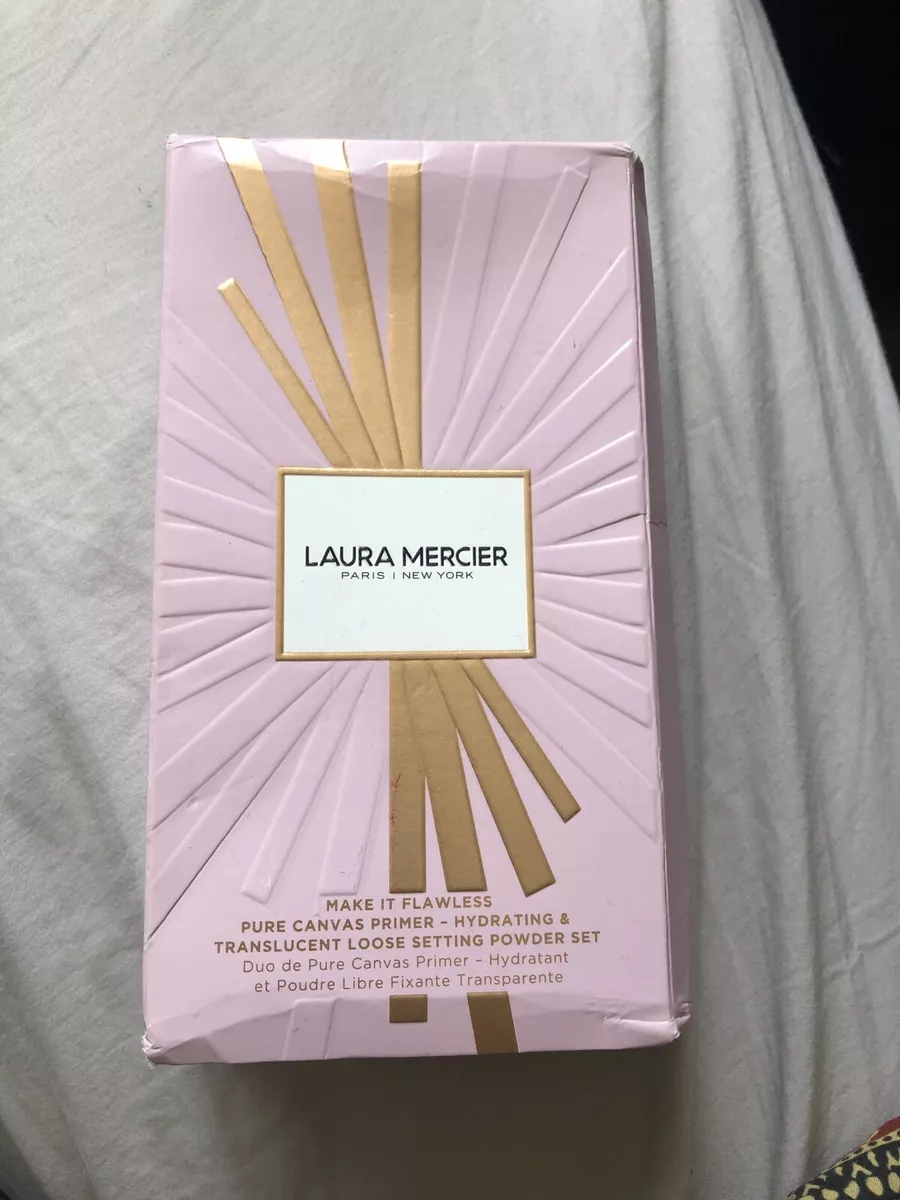 LAURA MERCIER
PARIS | NEW YORK
MAKE IT FLAWLESS
PURE CANVAS PRIMER – HYDRATING &
TRANSLUCENT LOOSE SETTING POWDER SET
Duo de Pure Canvas Primer – Hydratant
et Poudre Libre Fixante Transparente